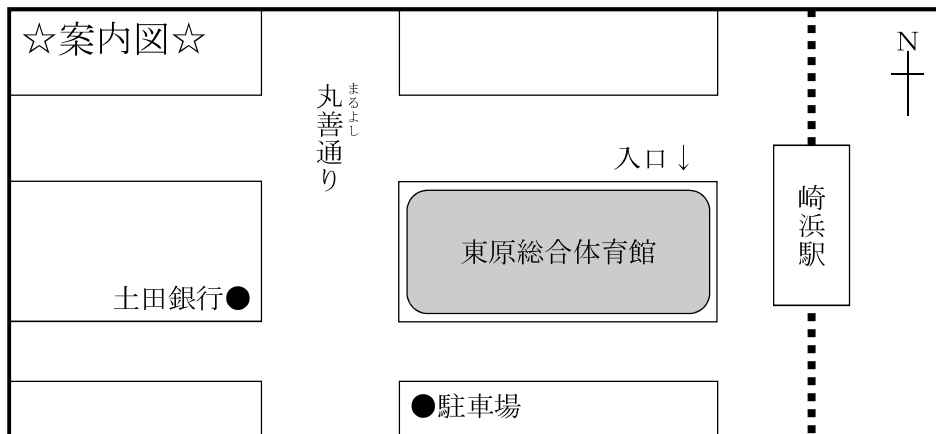 ☆案内図☆
N
丸善通り
まるよし
入口↓
崎浜駅
東原総合体育館
土田銀行●
●駐車場